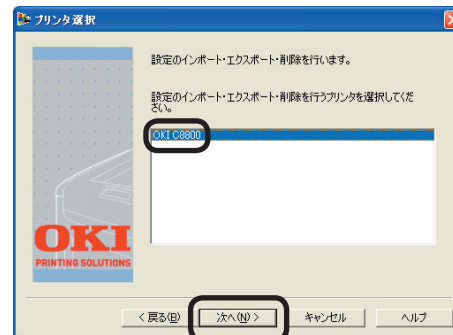 プリンタ選択
設定のインポート・エクスポート・削除を行います。
設定のインポート・エクスポート・削除を行うプリンタを選択してくだ
さい。
OKI C8800
OKI
PRINTING SOLUTIONS
< 戻る(B) 次へ(N) > キャンセル ヘルプ